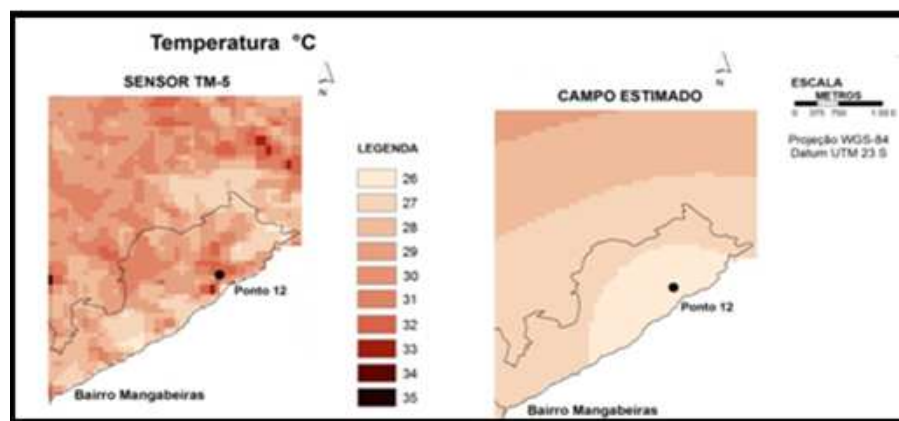 Temperatura °C
SENSOR TM-5
CAMPO ESTIMADO
ESCALA
METROS
Projeção WGS-84
Datum UTM 23 S
LEGENDA
26
27
28
29
30
31
32
33
34
35
Ponto 12
Bairro Mangabeiras
Ponto 12
Bairro Mangabeiras